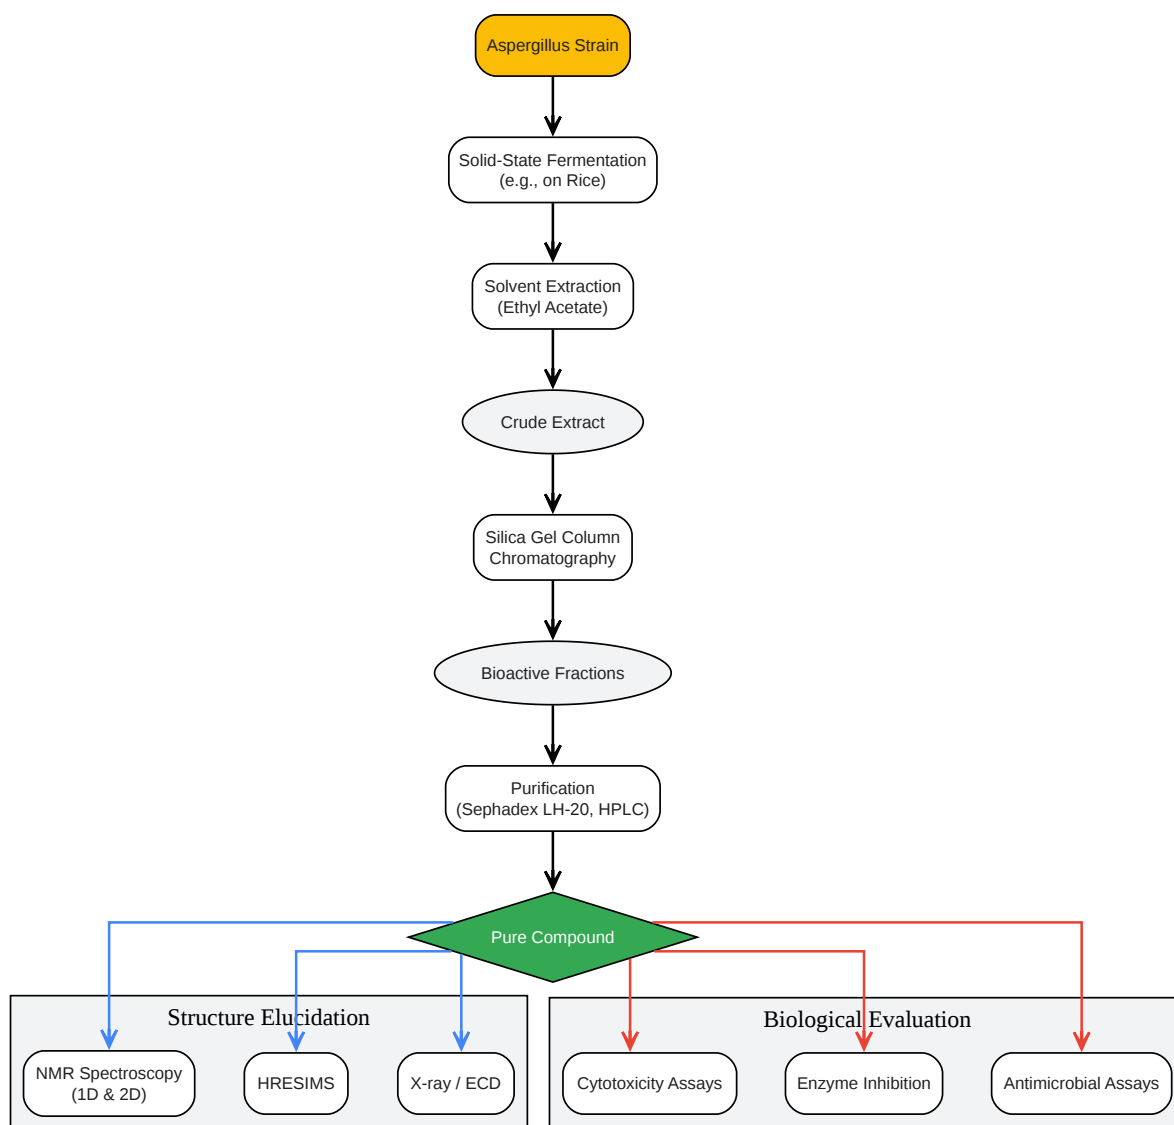 Aspergillus Strain
Solid-State Fermentation
(e.g., on Rice)
Solvent Extraction
(Ethyl Acetate)
Crude Extract
Silica Gel Column
Chromatography
Bioactive Fractions
Purification
(Sephadex LH-20, HPLC)
Pure Compound
Structure Elucidation
NMR Spectroscopy
(1D & 2D)
HRESIMS
X-ray / ECD
Biological Evaluation
Cytotoxicity Assays
Enzyme Inhibition
Antimicrobial Assays